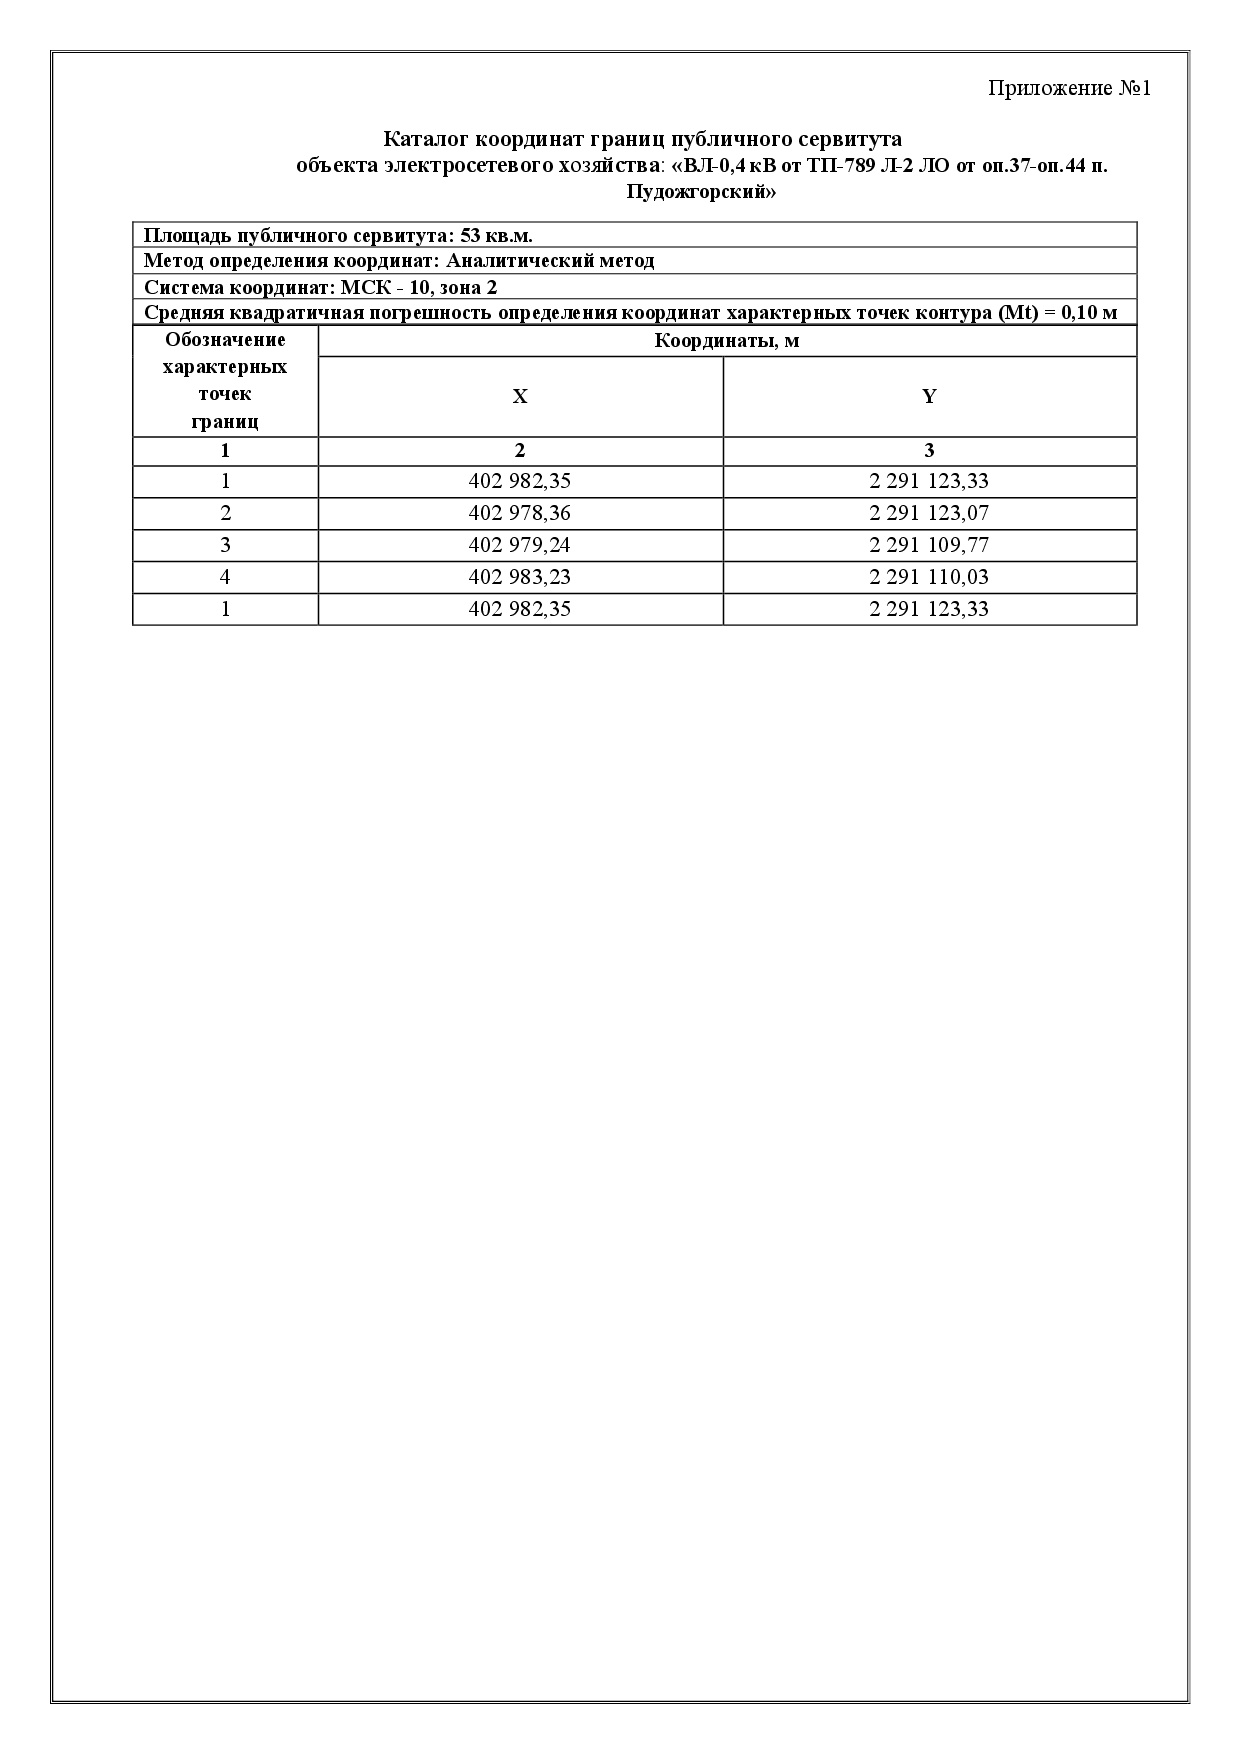 Приложение №1
Каталог координат границ публичного сервитута
объекта электросетевого хозяйства: «ВЛ-0,4 кВ от ТП-789 Л-2 ЛО от оп.37-оп.44 п.
Пудожгорский»
Площадь публичного сервитута: 53 кв.м.
Метод определения координат: Аналитический метод
Система координат: МСК - 10, зона 2
Средняя квадратичная погрешность определения координат характерных точек контура (Mt) = 0,10 м
Обозначение
характерных
точек
границ
Координаты, м
X
Y
1 2 3
1 402 982,35 2 291 123,33
2 402 978,36 2 291 123,07
3 402 979,24 2 291 109,77
4 402 983,23 2 291 110,03
1 402 982,35 2 291 123,33